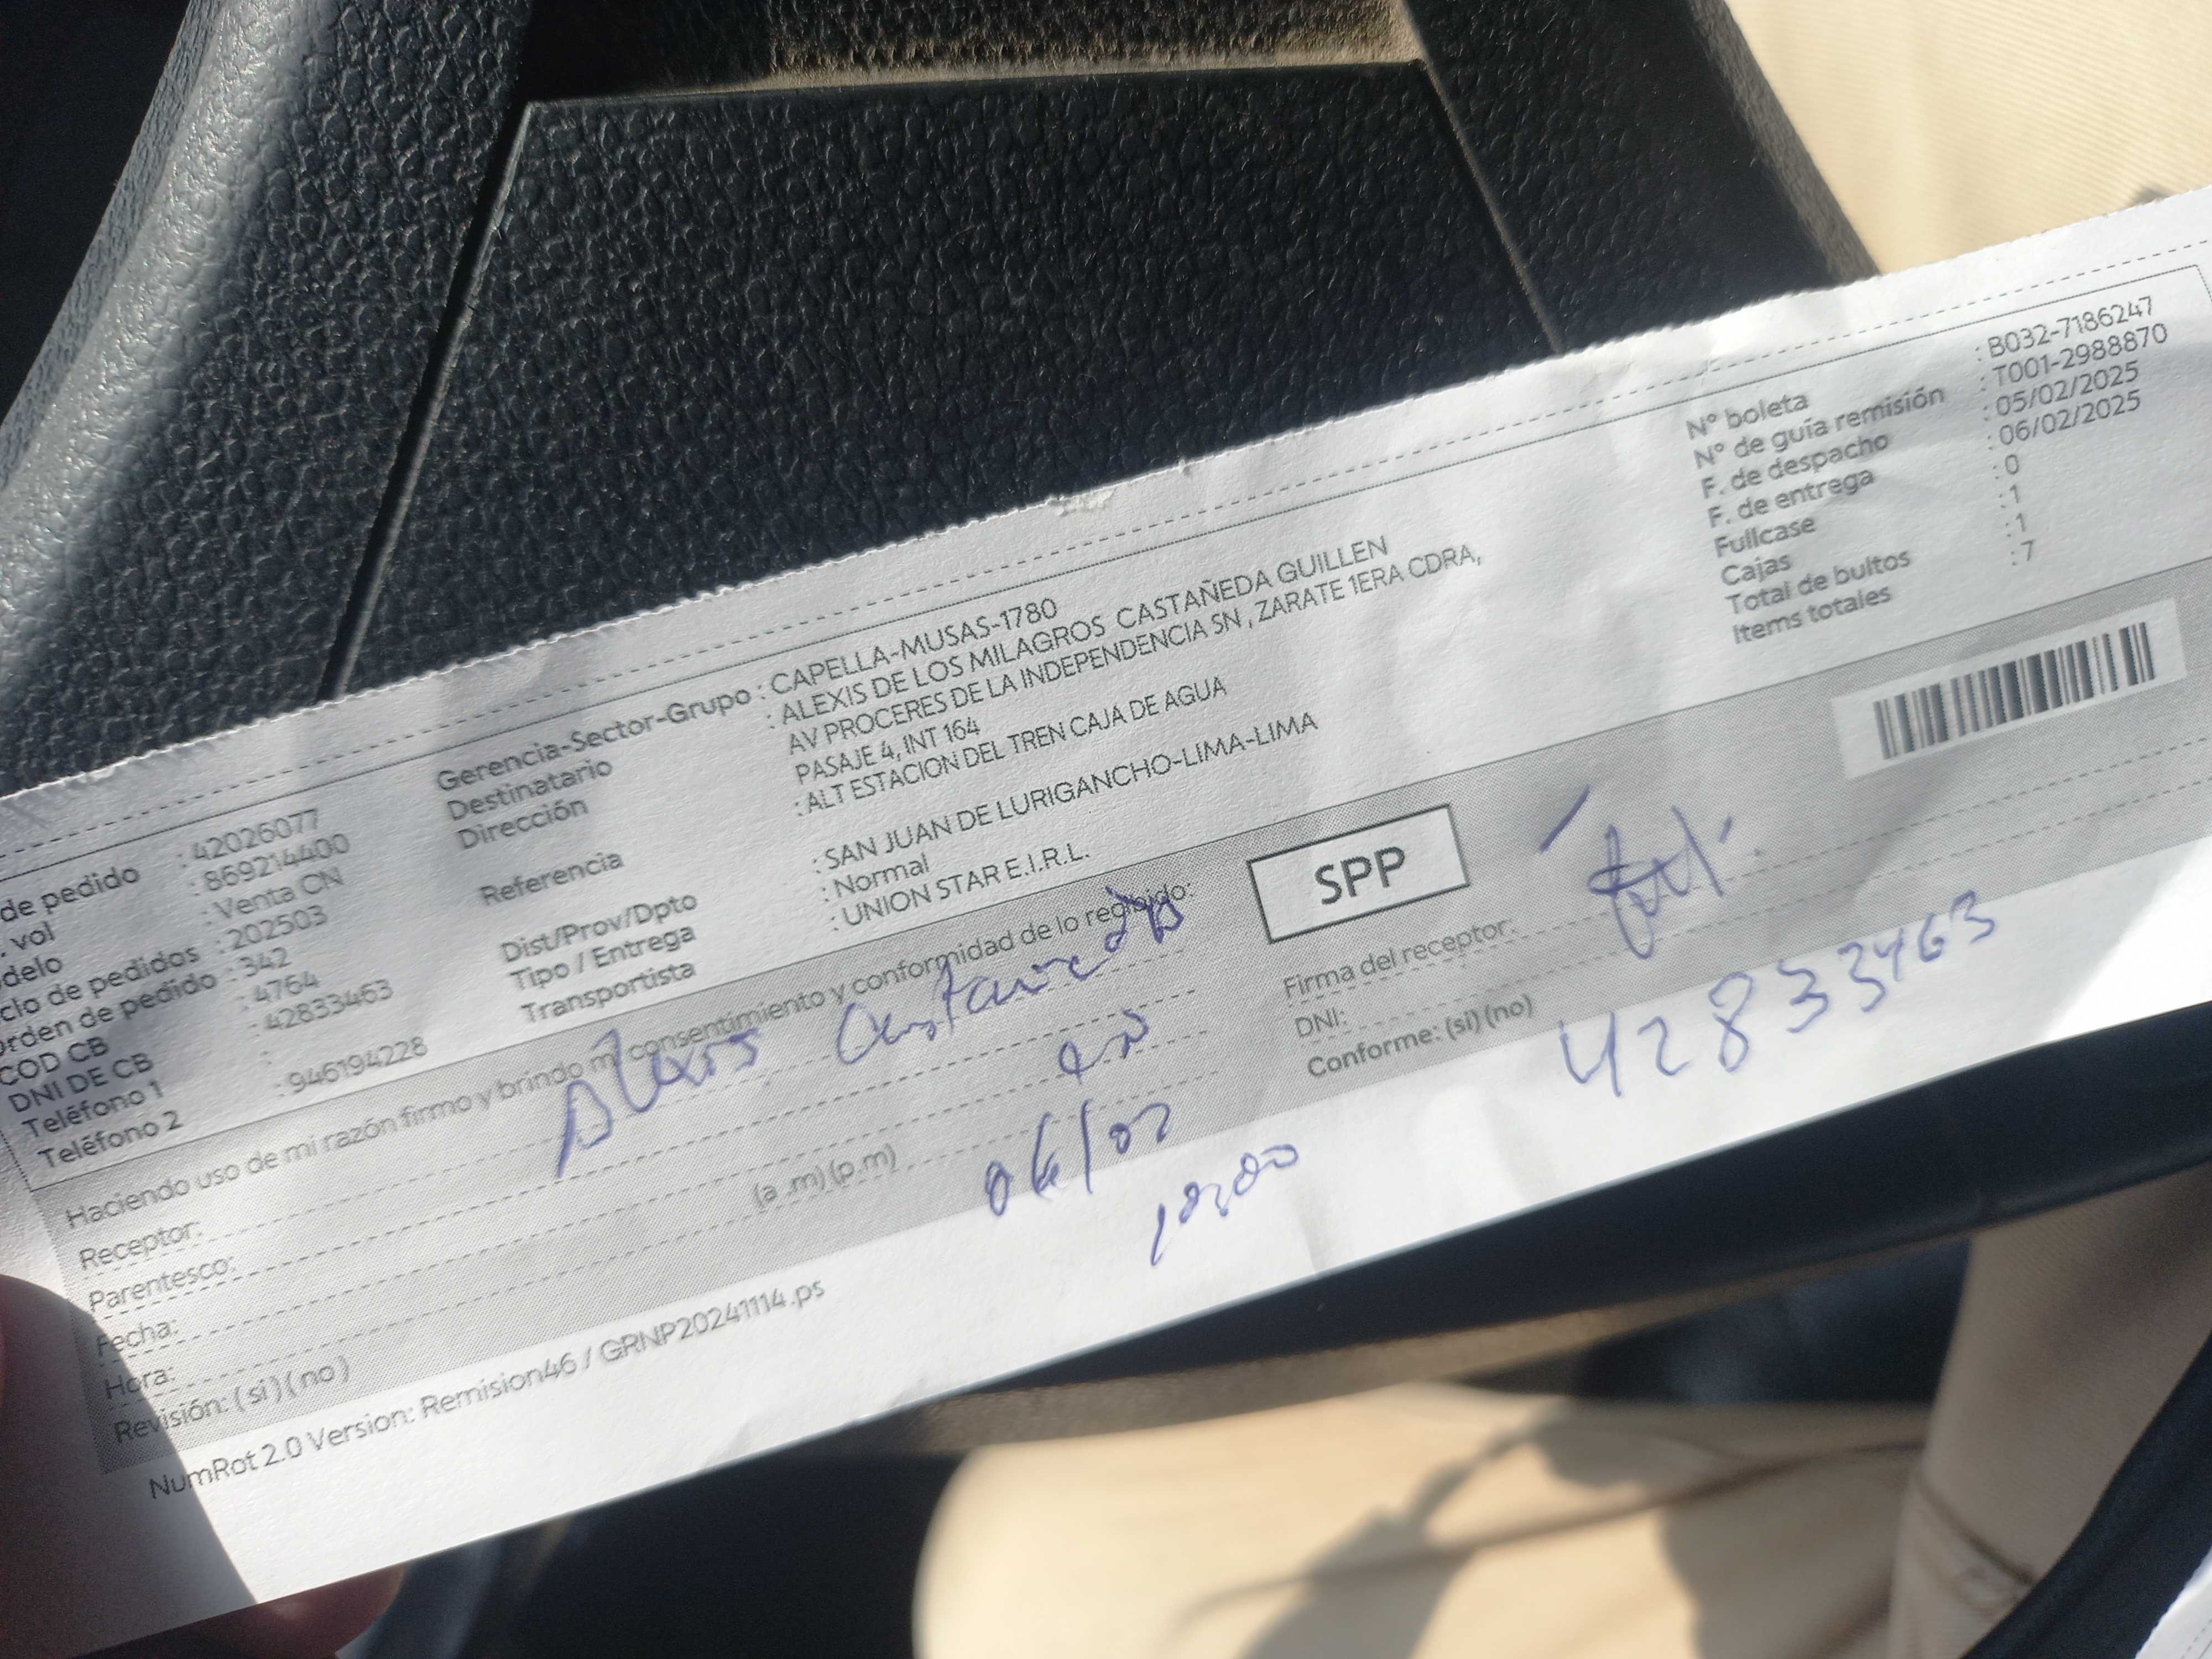 de pedido : 42026077
. vol : 869214400
delo : Venta CN
clo de pedidos : 202503
orden de pedido : 342
COD CB : 4764
DNI DE CB : 42833463
Teléfono 1 :
Teléfono 2 : 946194228
Gerencia-Sector-Grupo : CAPELLA-MUSAS-1780
Destinatario : ALEXIS DE LOS MILAGROS CASTAÑEDA GUILLEN
Dirección AV PROCERES DE LA INDEPENDENCIA SN , ZARATE 1ERA CDRA,
PASAJE 4, INT 164
Referencia : ALT ESTACION DEL TREN CAJA DE AGUA
Dist/Prov/Dpto : SAN JUAN DE LURIGANCHO-LIMA-LIMA
Tipo / Entrega : Normal
Transportista : UNION STAR E.I.R.L.
Nº boleta : B032-7186247
Nº de guía remisión : T001-2988870
F. de despacho : 05/02/2025
F. de entrega : 06/02/2025
Fullcase : 0
Cajas : 1
Total de bultos : 1
Items totales : 7
Haciendo uso de mi razón firmo y brindo mi consentimiento y conformidad de lo recibido:
SPP
Receptor: Alexis Castañeda
Parentesco:
Fecha: 06/02
Hora: (a .m) (p.m)
Revisión: ( si ) ( no )
Firma del receptor:
DNI: 42833463
Conforme: (si) (no)
NumRot 2.0 Version: Remision46 / GRNP20241114.ps